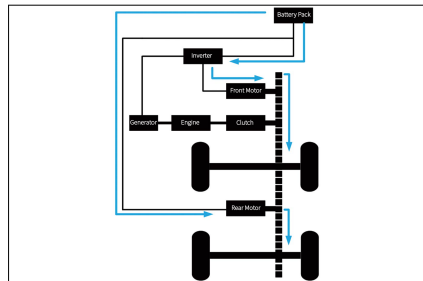 Battery Pack
Inverter
Front Motor
Generator
Engine
Clutch
Rear Motor